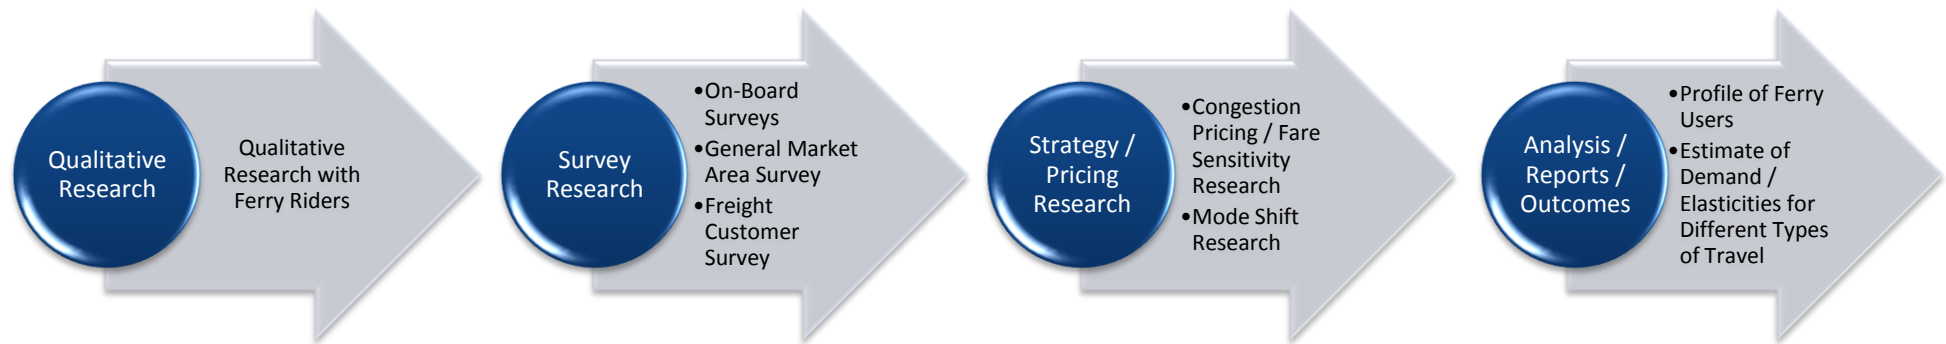 Qualitative
Research
Qualitative
Research with
Ferry Riders
Survey
Research
•On-Board
Surveys
•General Market
Area Survey
•Freight
Customer
Survey
Strategy /
Pricing
Research
•Congestion
Pricing / Fare
Sensitivity
Research
•Mode Shift
Research
Analysis /
Reports /
Outcomes
•Profile of Ferry
Users
•Estimate of
Demand /
Elasticities for
Different Types
of Travel